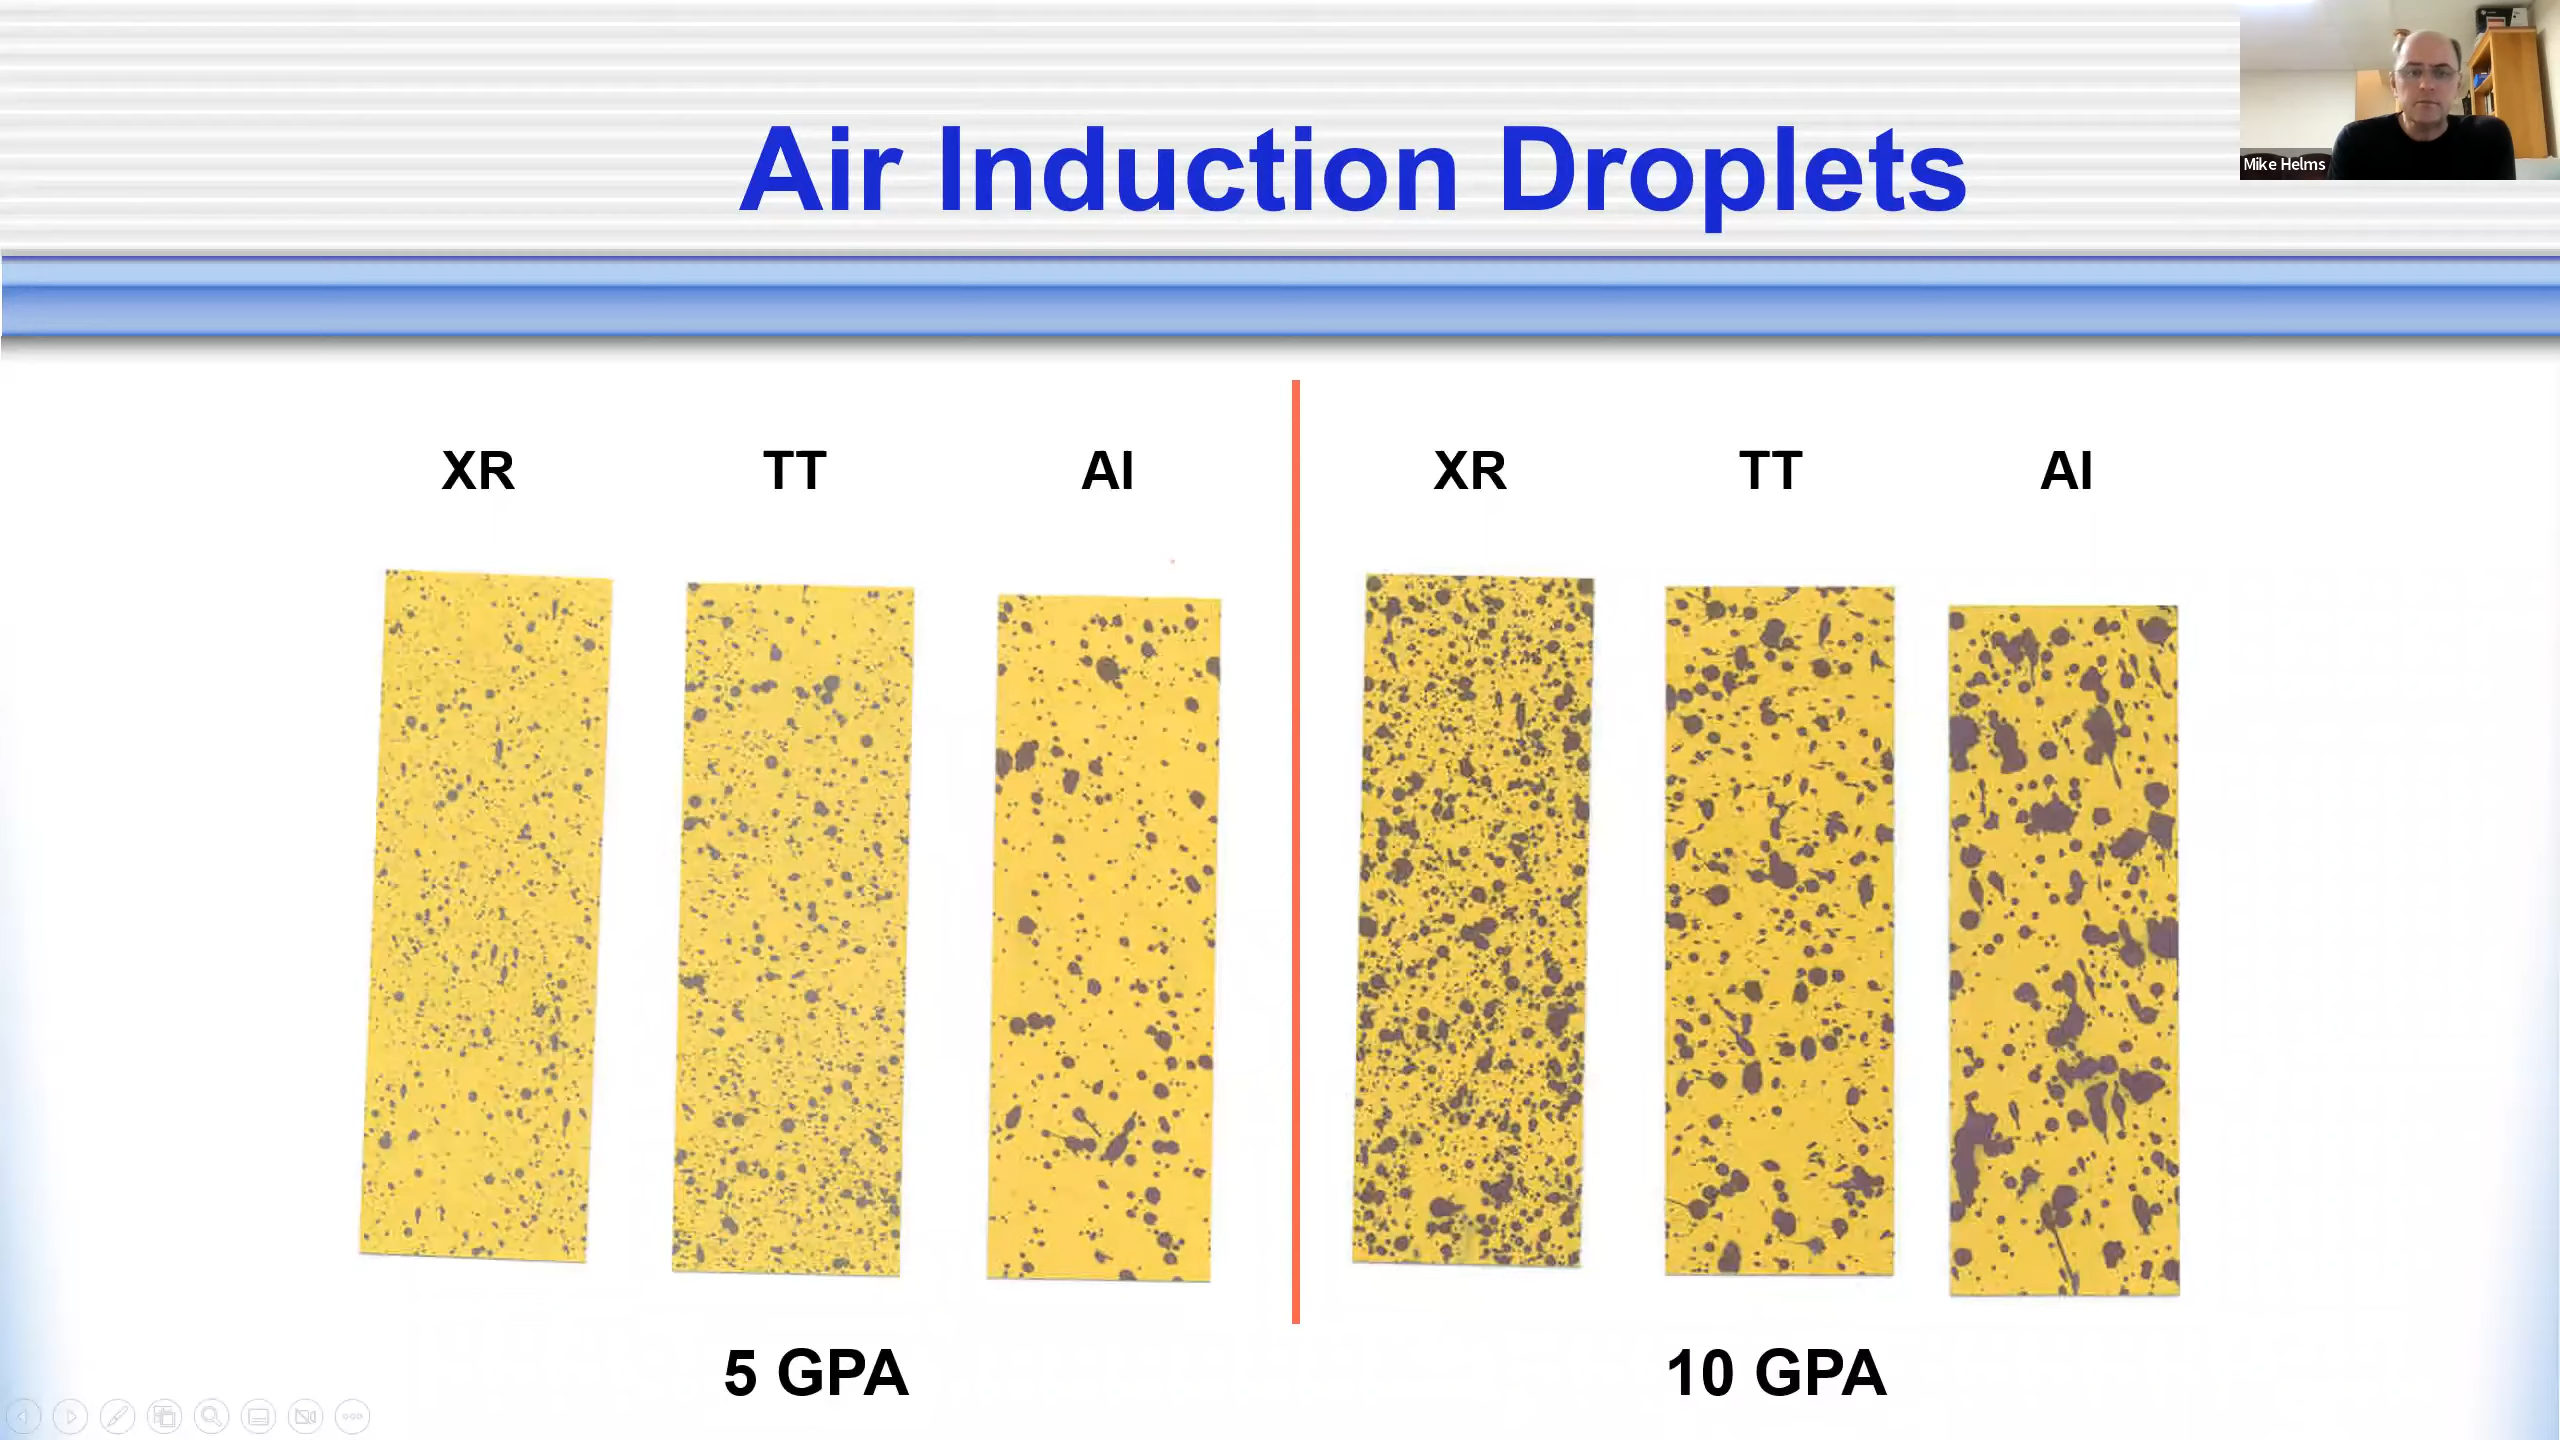 Air Induction Droplets
Mike Helms
XR TT AI XR TT AI
5 GPA 10 GPA